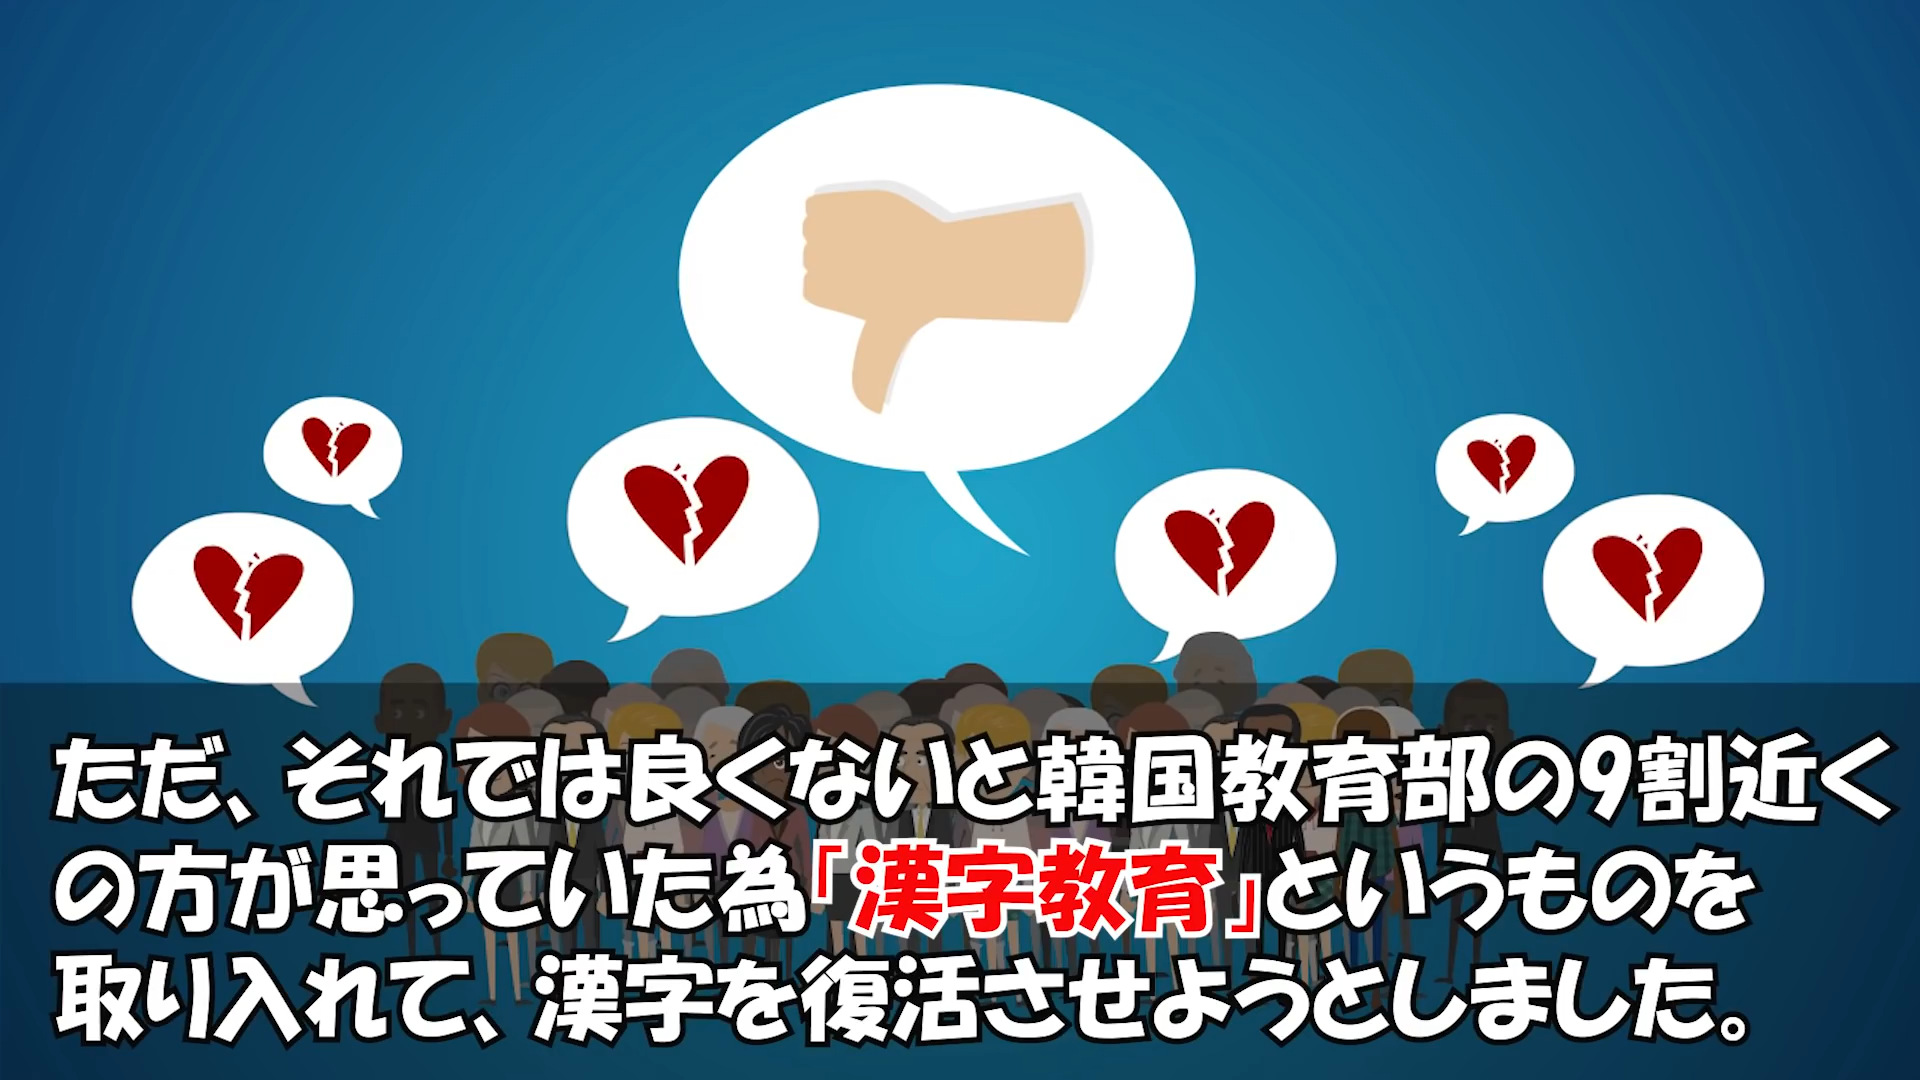 ただ、それでは良くないと韓国教育部の9割近く
の方が思っていた為「漢字教育」というものを
取り入れて、漢字を復活させようとしました。